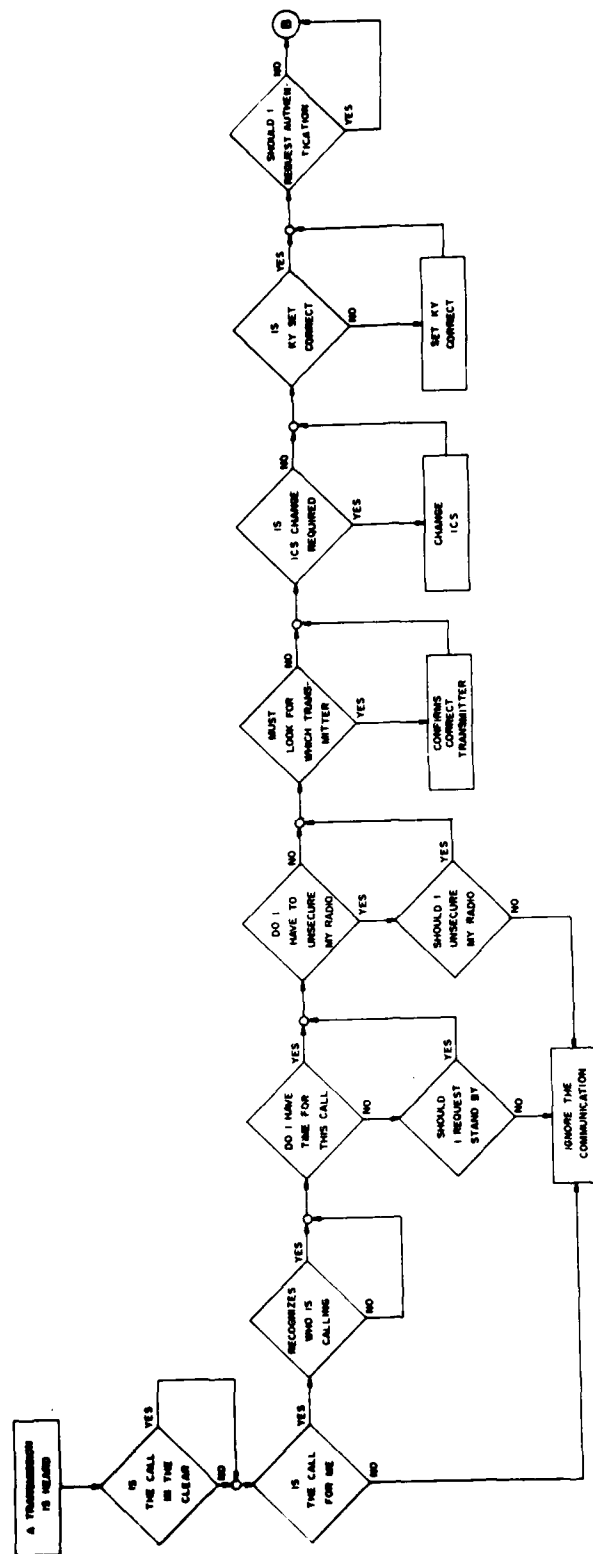 A TRANSMISSION
IS HEARD
IS
THE CALL
IN THE
CLEAR
YES
NO
IS
THE CALL
FOR ME
YES
NO
RECOGNIZES
WHO IS
CALLING
YES
NO
DO I HAVE
TIME FOR
THIS CALL
YES
NO
SHOULD
I REQUEST
STAND BY
YES
NO
IGNORE THE
COMMUNICATION
DO I
HAVE TO
UNSECURE
MY RADIO
NO
YES
SHOULD I
UNSECURE
MY RADIO
YES
NO
MUST
LOOK FOR
WHICH TRANS-
MITTER
NO
YES
CONFIRMS
CORRECT
TRANSMITTER
IS
ICS CHANGE
REQUIRED
NO
YES
CHANGE
ICS
IS
KY SET
CORRECT
YES
NO
SET KY
CORRECT
SHOULD I
REQUEST AUTHEN-
TICATION
NO
YES
B